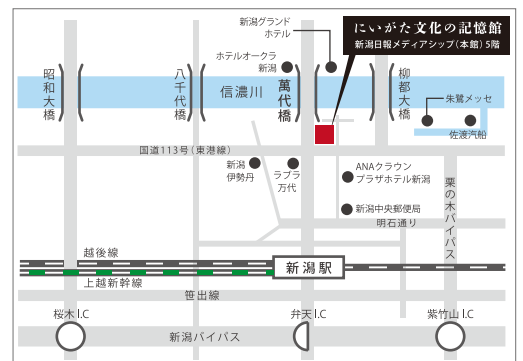 新潟グランド
ホテル
にいがた文化の記憶館
新潟日報メディアシップ(本館)5階
ホテルオークラ
新潟
昭和大橋
八千代橋
信濃川
萬代橋
柳都大橋
朱鷺メッセ
佐渡汽船
国道113号(東港線)
新潟
伊勢丹
ラブラ
万代
ANAクラウン
プラザホテル新潟
新潟中央郵便局
明石通り
栗の木バイパス
越後線
新潟駅
上越新幹線
笹出線
桜木I.C
弁天I.C
紫竹山I.C
新潟バイパス